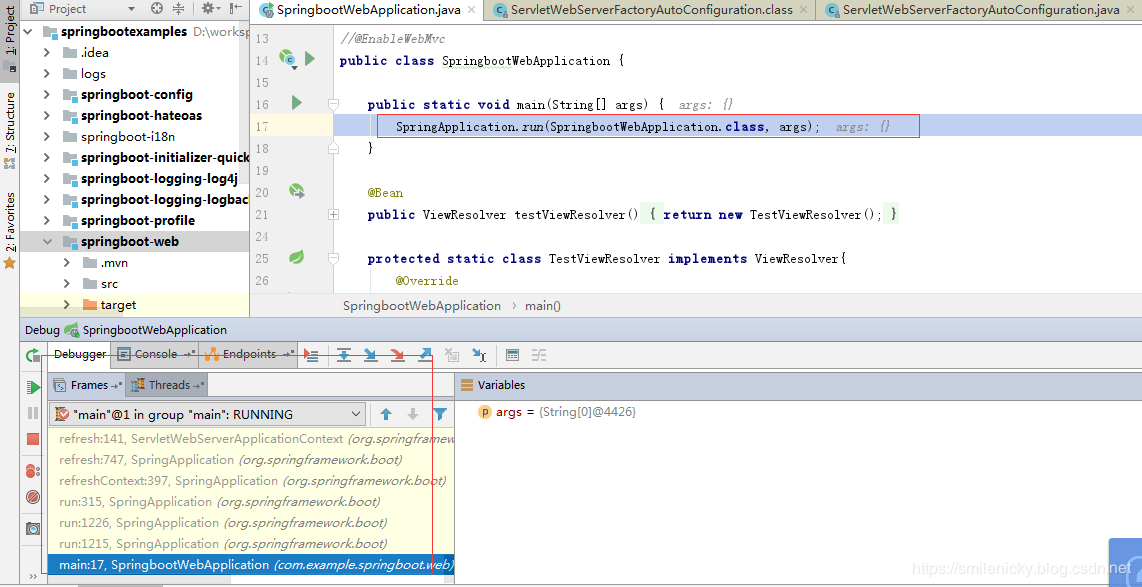 Project
SpringbootWebApplication.java
ServletWebServerFactoryAutoConfiguration.class
ServletWebServerFactoryAutoConfiguration.java
1: Project
7: Structure
2: Favorites
springbootexamples D:\worksp
.idea
logs
springboot-config
springboot-hateoas
springboot-i18n
springboot-initializer-quick
springboot-logging-log4j
springboot-logging-logbac
springboot-profile
springboot-web
.mvn
src
target
13 //@EnableWebMvc
14 public class SpringbootWebApplication {
15
16 public static void main(String[] args) { args: {}
17 SpringApplication.run(SpringbootWebApplication.class, args); args: {}
18 }
19
20 @Bean
21 public ViewResolver testViewResolver() { return new TestViewResolver(); }
24
25 protected static class TestViewResolver implements ViewResolver{
26 @Override
SpringbootWebApplication › main()
Debug SpringbootWebApplication
Debugger Console Endpoints
Frames Threads
Variables
"main"@1 in group "main": RUNNING
args = {String[0]@4426}
refresh:141, ServletWebServerApplicationContext (org.springframew
refresh:747, SpringApplication (org.springframework.boot)
refreshContext:397, SpringApplication (org.springframework.boot)
run:315, SpringApplication (org.springframework.boot)
run:1226, SpringApplication (org.springframework.boot)
run:1215, SpringApplication (org.springframework.boot)
main:17, SpringbootWebApplication (com.example.springboot.web)
https://smilenicky.blog.csdn.net